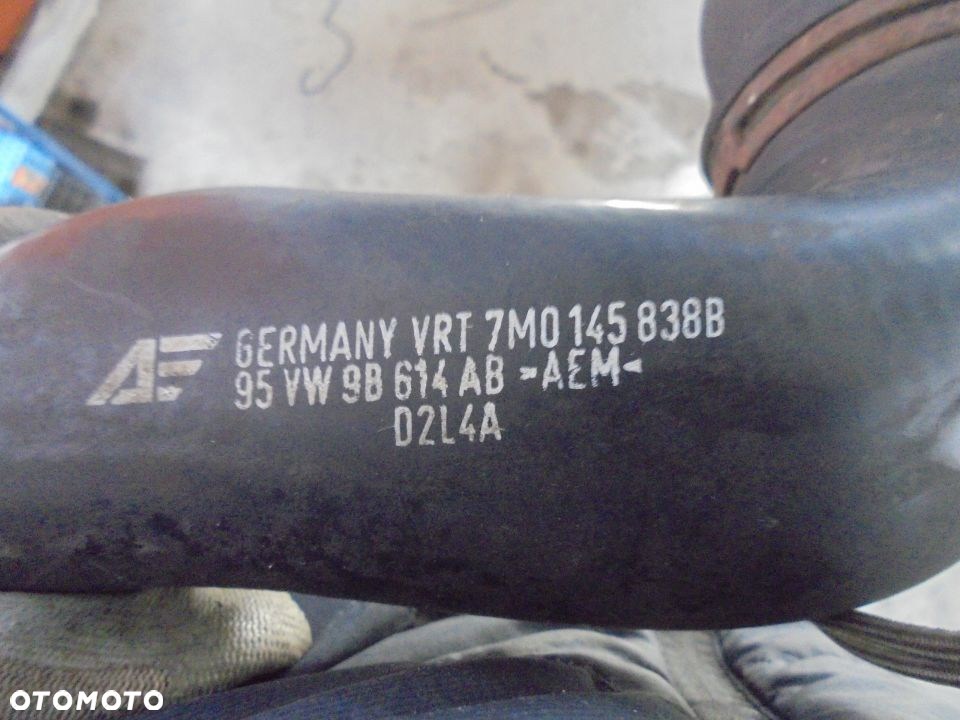 AF GERMANY VRT 7M0 145 838B
95 VW 9B 614 AB >AEM<
D2L4A
OTOMOTO